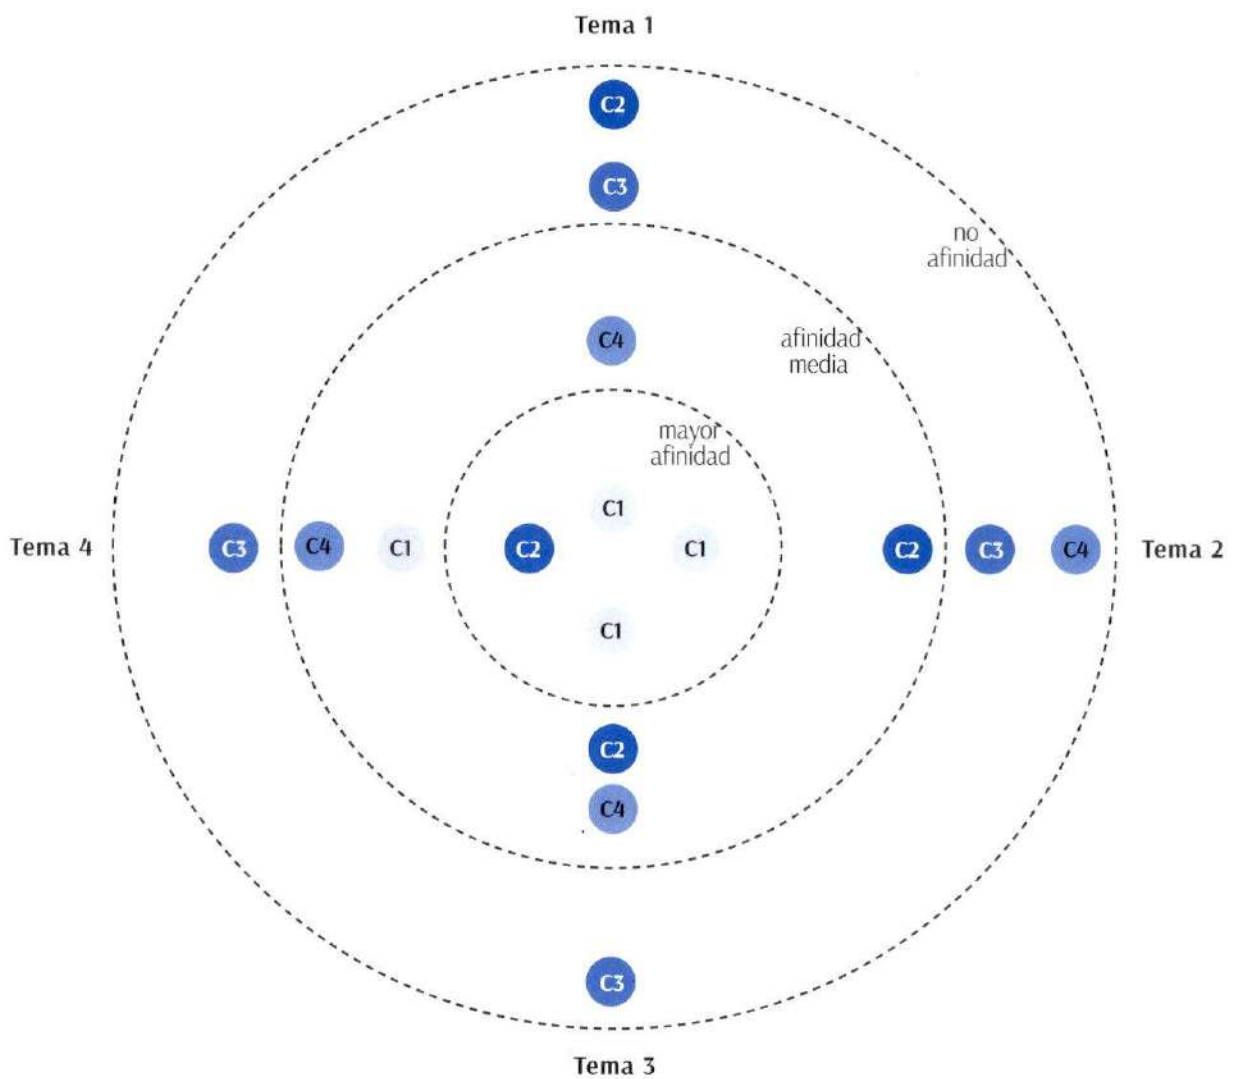 Tema 1
C2
C3
no
afinidad
C4
afinidad
media
mayor
afinidad
C1
Tema 4
C3
C4
C1
C2
C1
C2
C3
C4
Tema 2
C1
C2
C4
C3
Tema 3